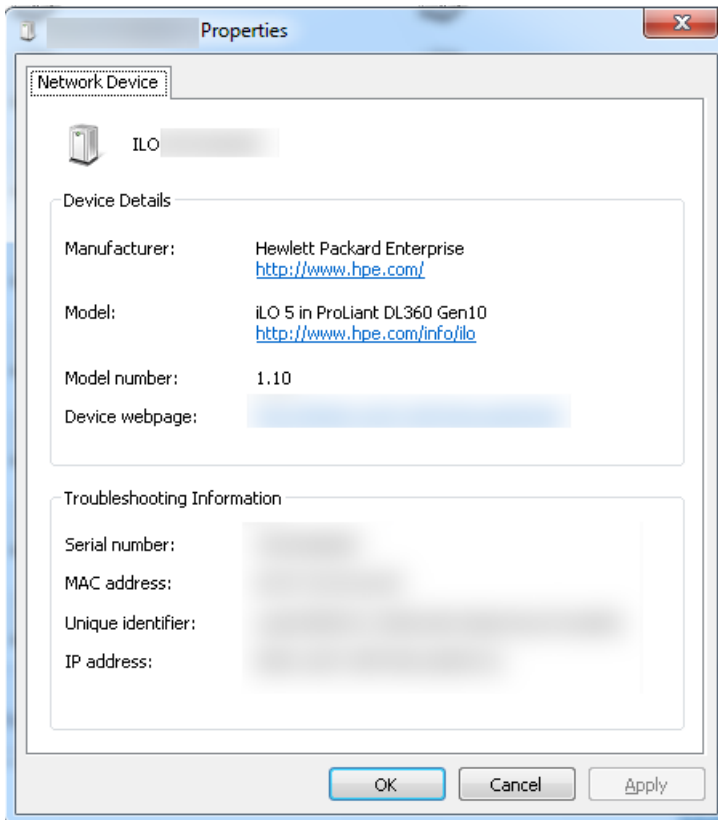 Properties
Network Device
ILO
Device Details
Manufacturer: Hewlett Packard Enterprise
http://www.hpe.com/
Model: iLO 5 in ProLiant DL360 Gen10
http://www.hpe.com/info/ilo
Model number: 1.10
Device webpage:
Troubleshooting Information
Serial number:
MAC address:
Unique identifier:
IP address:
OK Cancel Apply